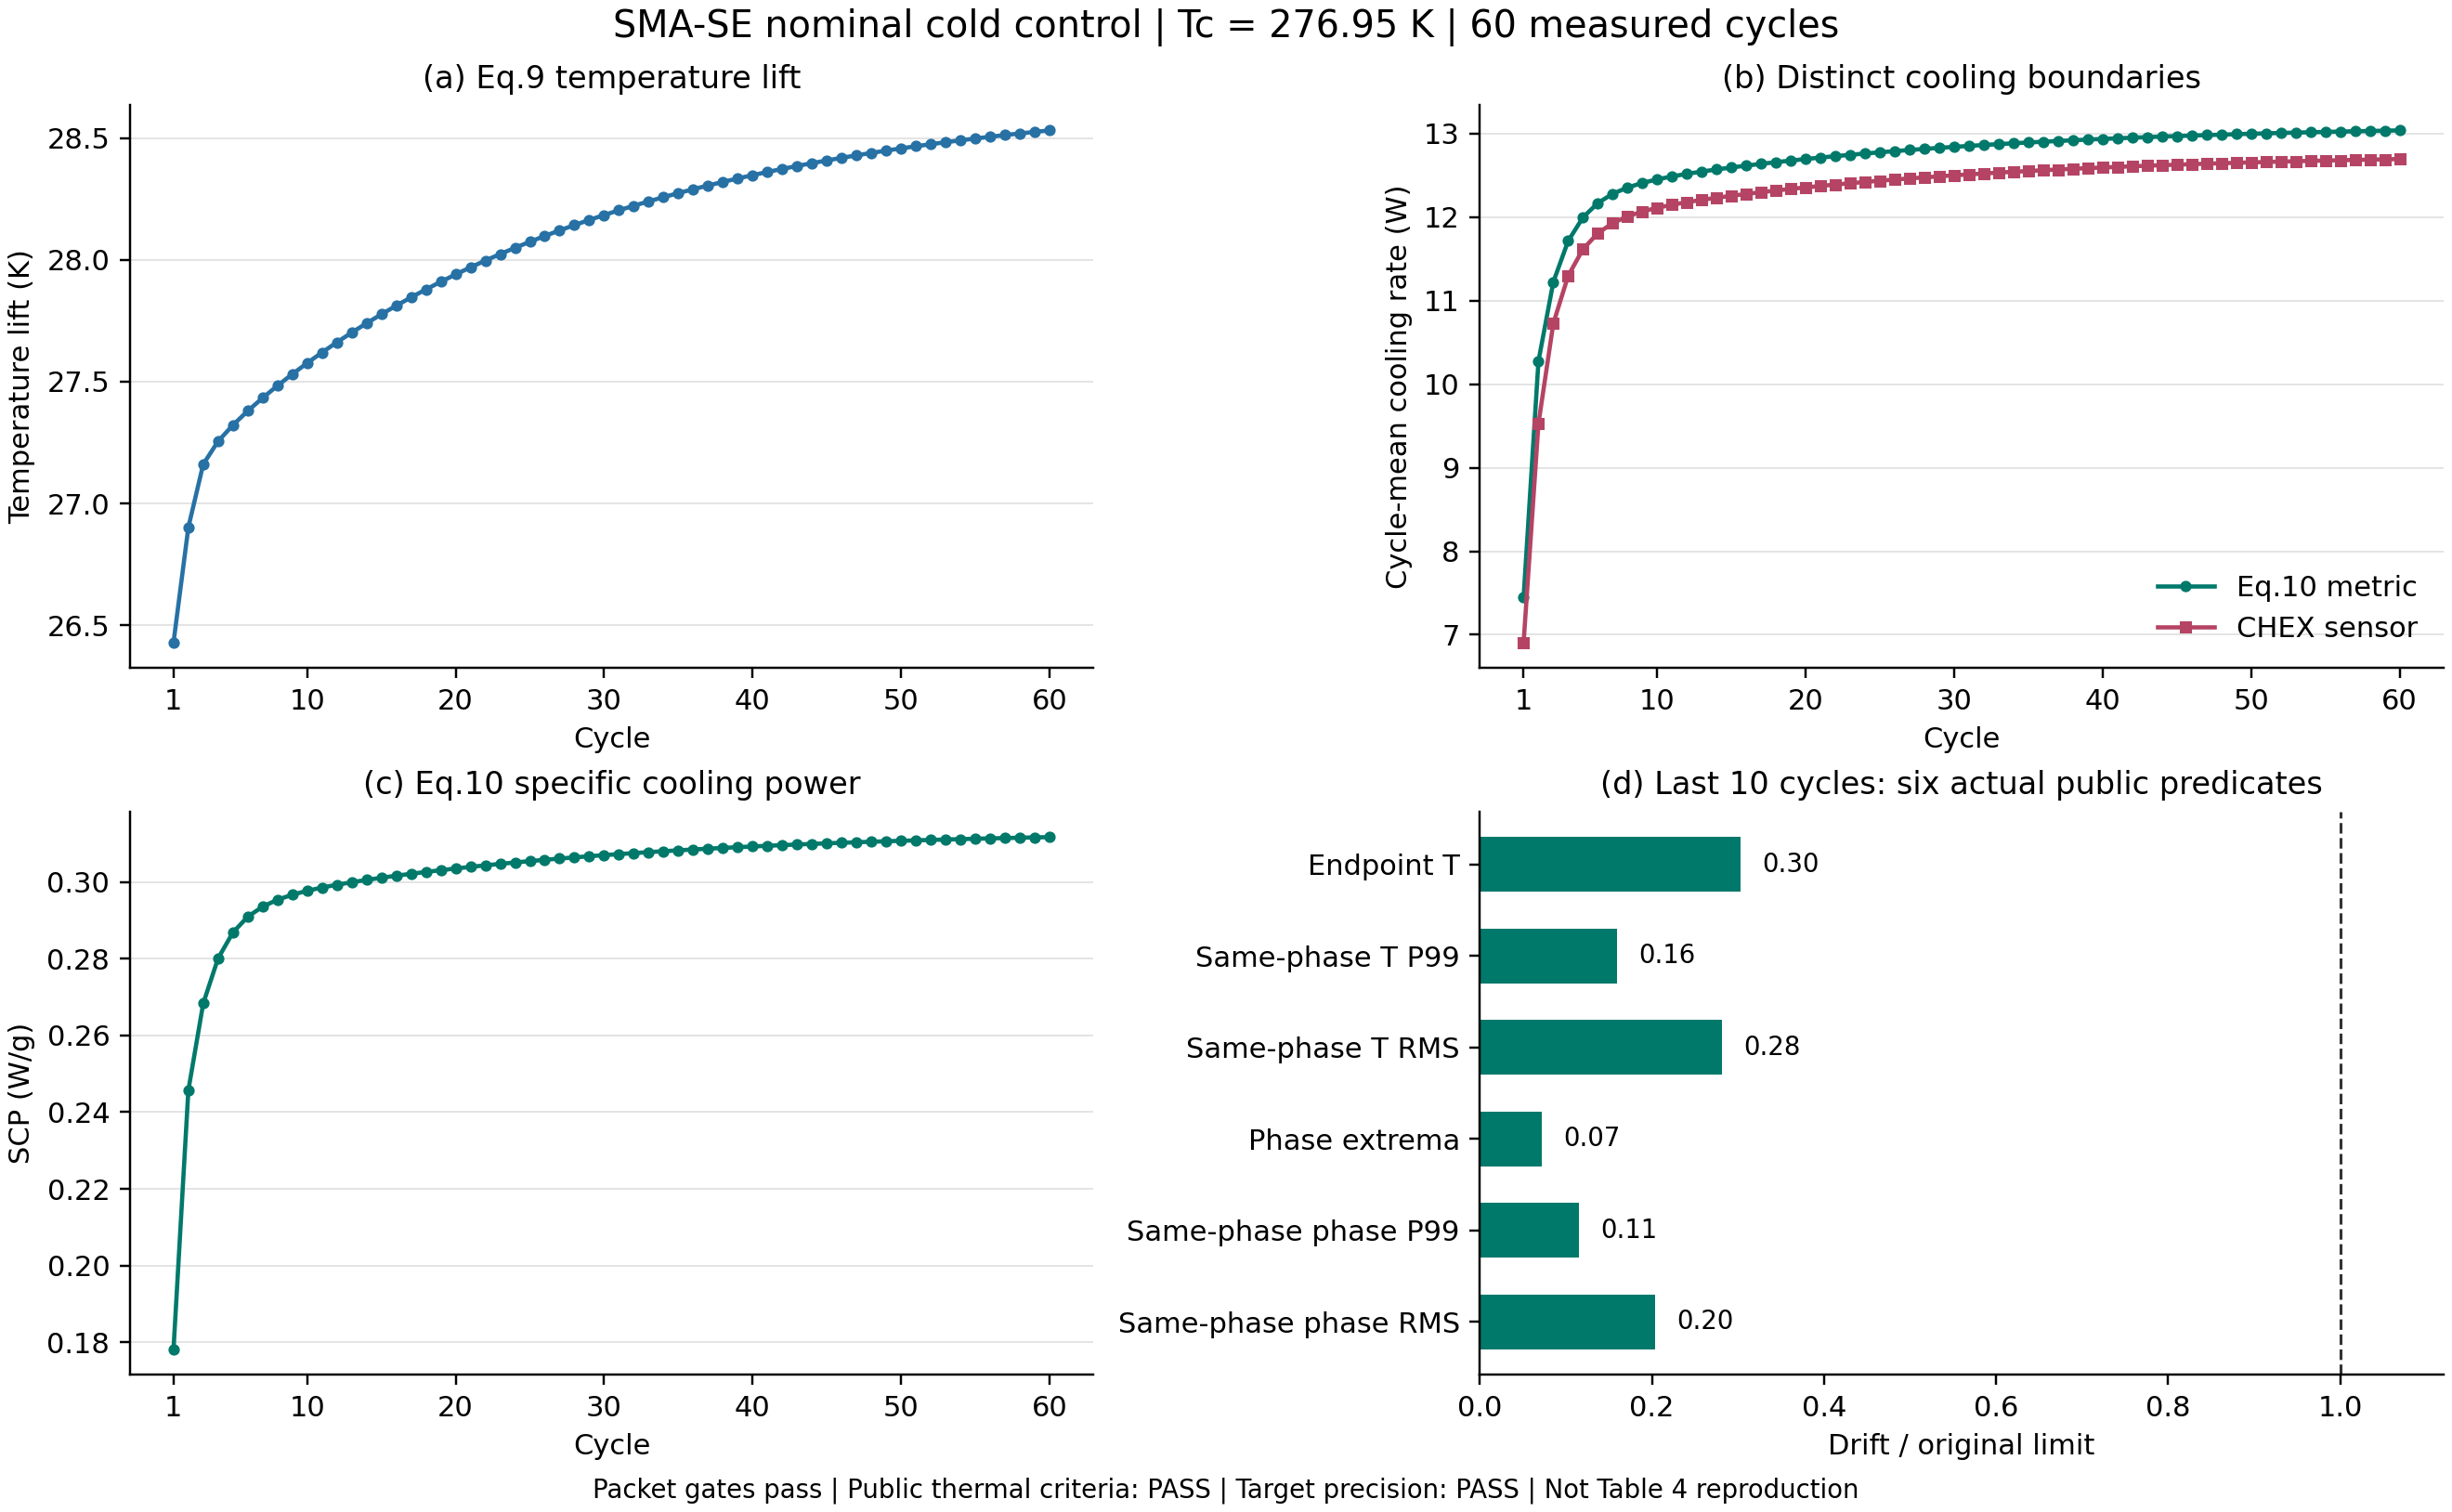 SMA-SE nominal cold control | Tc = 276.95 K | 60 measured cycles
(a) Eq.9 temperature lift
Temperature lift (K)
28.5
28.0
27.5
27.0
26.5
1 10 20 30 40 50 60
Cycle
(b) Distinct cooling boundaries
Cycle-mean cooling rate (W)
13
12
11
10
9
8
7
Eq.10 metric
CHEX sensor
1 10 20 30 40 50 60
Cycle
(c) Eq.10 specific cooling power
SCP (W/g)
0.30
0.28
0.26
0.24
0.22
0.20
0.18
1 10 20 30 40 50 60
Cycle
(d) Last 10 cycles: six actual public predicates
Endpoint T 0.30
Same-phase T P99 0.16
Same-phase T RMS 0.28
Phase extrema 0.07
Same-phase phase P99 0.11
Same-phase phase RMS 0.20
0.0 0.2 0.4 0.6 0.8 1.0
Drift / original limit
Packet gates pass | Public thermal criteria: PASS | Target precision: PASS | Not Table 4 reproduction